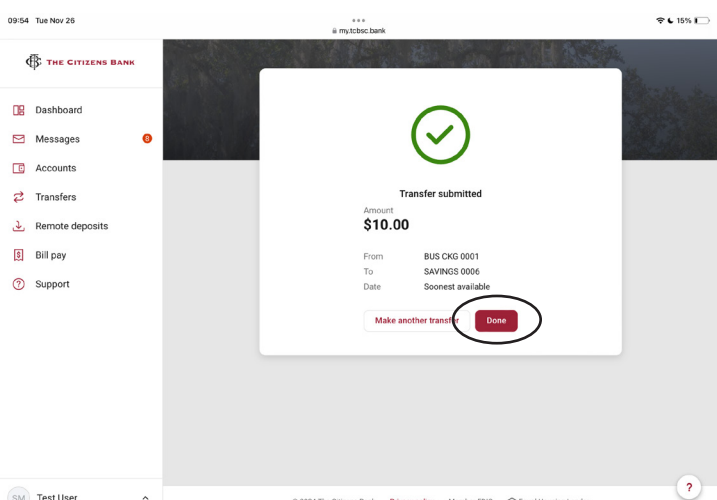 09:54 Tue Nov 26
my.tcbsc.bank
15%
THE CITIZENS BANK
Dashboard
Messages
8
Accounts
Transfers
Remote deposits
Bill pay
Support
SM Test User
Transfer submitted
Amount
$10.00
From BUS CKG 0001
To SAVINGS 0006
Date Soonest available
Make another transfer
Done
?